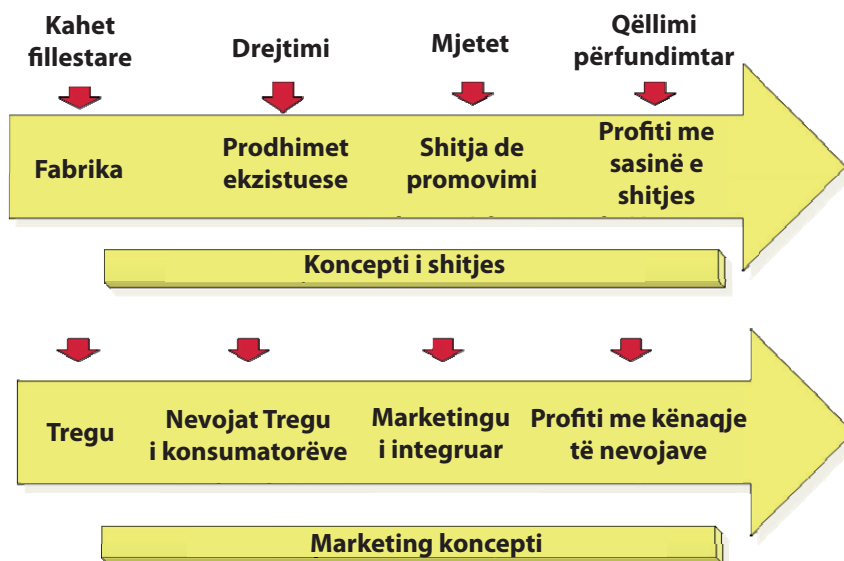 Kahet
fillestare
Drejtimi
Mjetet
Qëllimi
përfundimtar
Fabrika
Prodhimet
ekzistuese
Shitja de
promovimi
Profiti me
sasinë e
shitjes
Koncepti i shitjes
Tregu
Nevojat Tregu
i konsumatorëve
Marketingu
i integruar
Profiti me kënaqje
të nevojave
Marketing koncepti